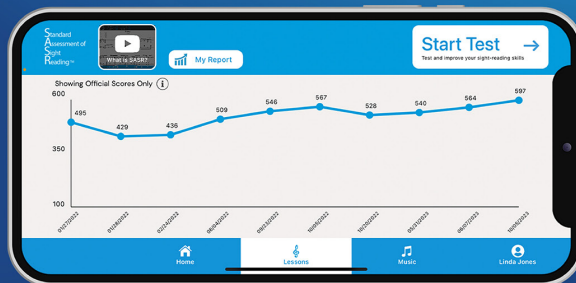 Standard
Assessment of
Sight
Reading™
What is SASR?
My Report
Start Test →
Test and improve your sight-reading skills
Showing Official Scores Only i
600
350
100
495
429
436
509
546
567
528
540
564
597
01/27/2022
01/28/2022
02/24/2022
08/04/2022
09/23/2022
10/05/2022
10/20/2022
05/31/2023
06/07/2023
10/05/2023
Home
Lessons
Music
Linda Jones